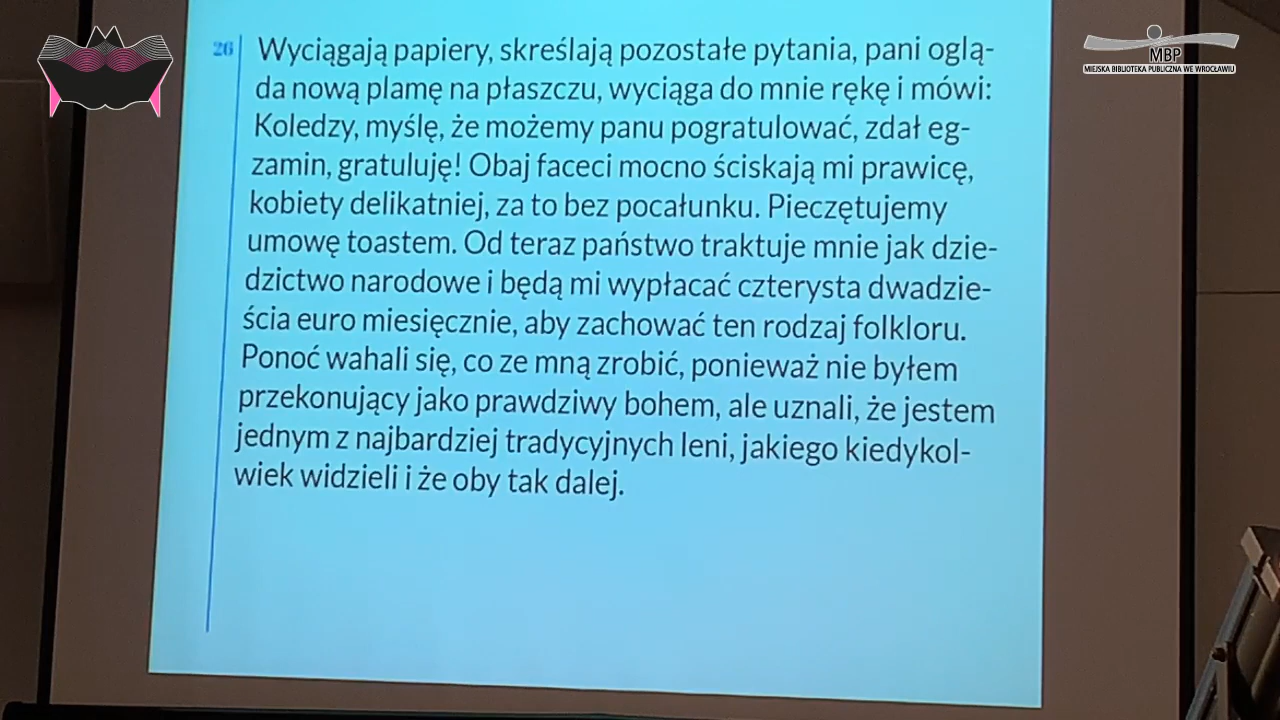 26
Wyciągają papiery, skreślają pozostałe pytania, pani oglą-
da nową plamę na płaszczu, wyciąga do mnie rękę i mówi:
Koledzy, myślę, że możemy panu pogratulować, zdał eg-
zamin, gratuluję! Obaj faceci mocno ściskają mi prawicę,
kobiety delikatniej, za to bez pocałunku. Pieczętujemy
umowę toastem. Od teraz państwo traktuje mnie jak dzie-
dzictwo narodowe i będą mi wypłacać czterysta dwadzie-
ścia euro miesięcznie, aby zachować ten rodzaj folkloru.
Ponoć wahali się, co ze mną zrobić, ponieważ nie byłem
przekonujący jako prawdziwy bohem, ale uznali, że jestem
jednym z najbardziej tradycyjnych leni, jakiego kiedykol-
wiek widzieli i że oby tak dalej.
MBP
MIEJSKA BIBLIOTEKA PUBLICZNA WE WROCŁAWIU